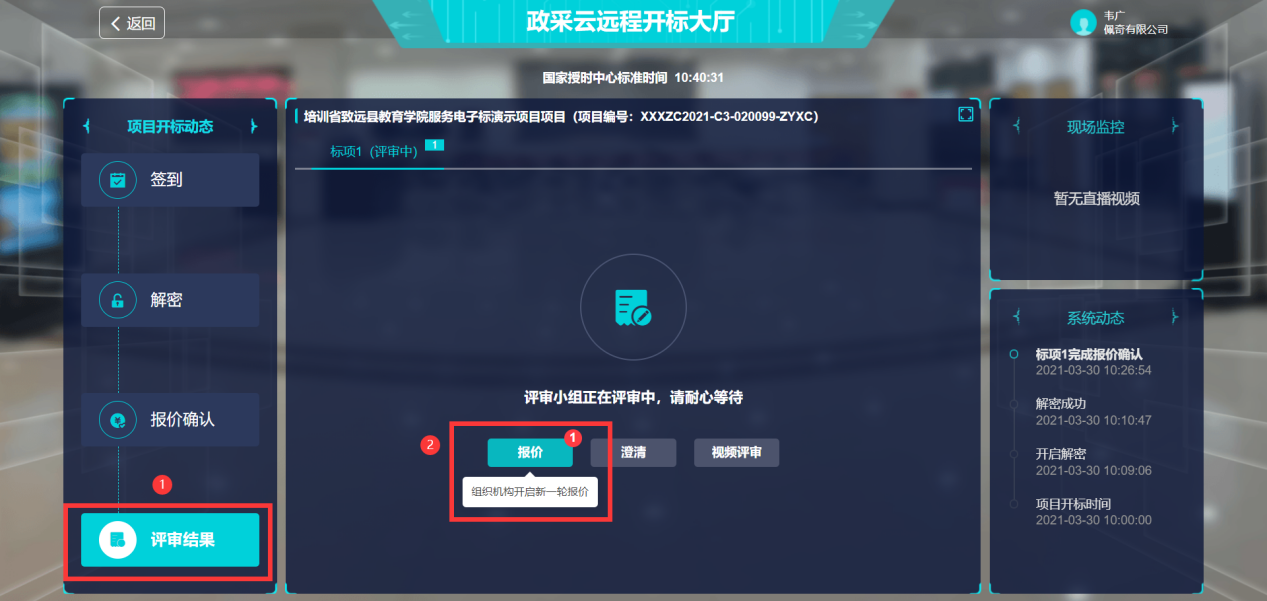 返回
政采云远程开标大厅
韦广
佩奇有限公司
国家授时中心标准时间 10:40:31
项目开标动态
签到
解密
报价确认
1
评审结果
培训省致远县教育学院服务电子标演示项目项目（项目编号：XXXZC2021-C3-020099-ZYXC）
标项1（评审中） 1
评审小组正在评审中，请耐心等待
2
报价 1
澄清
视频评审
组织机构开启新一轮报价
现场监控
暂无直播视频
系统动态
标项1完成报价确认
2021-03-30 10:26:54
解密成功
2021-03-30 10:10:47
开启解密
2021-03-30 10:09:06
项目开标时间
2021-03-30 10:00:00